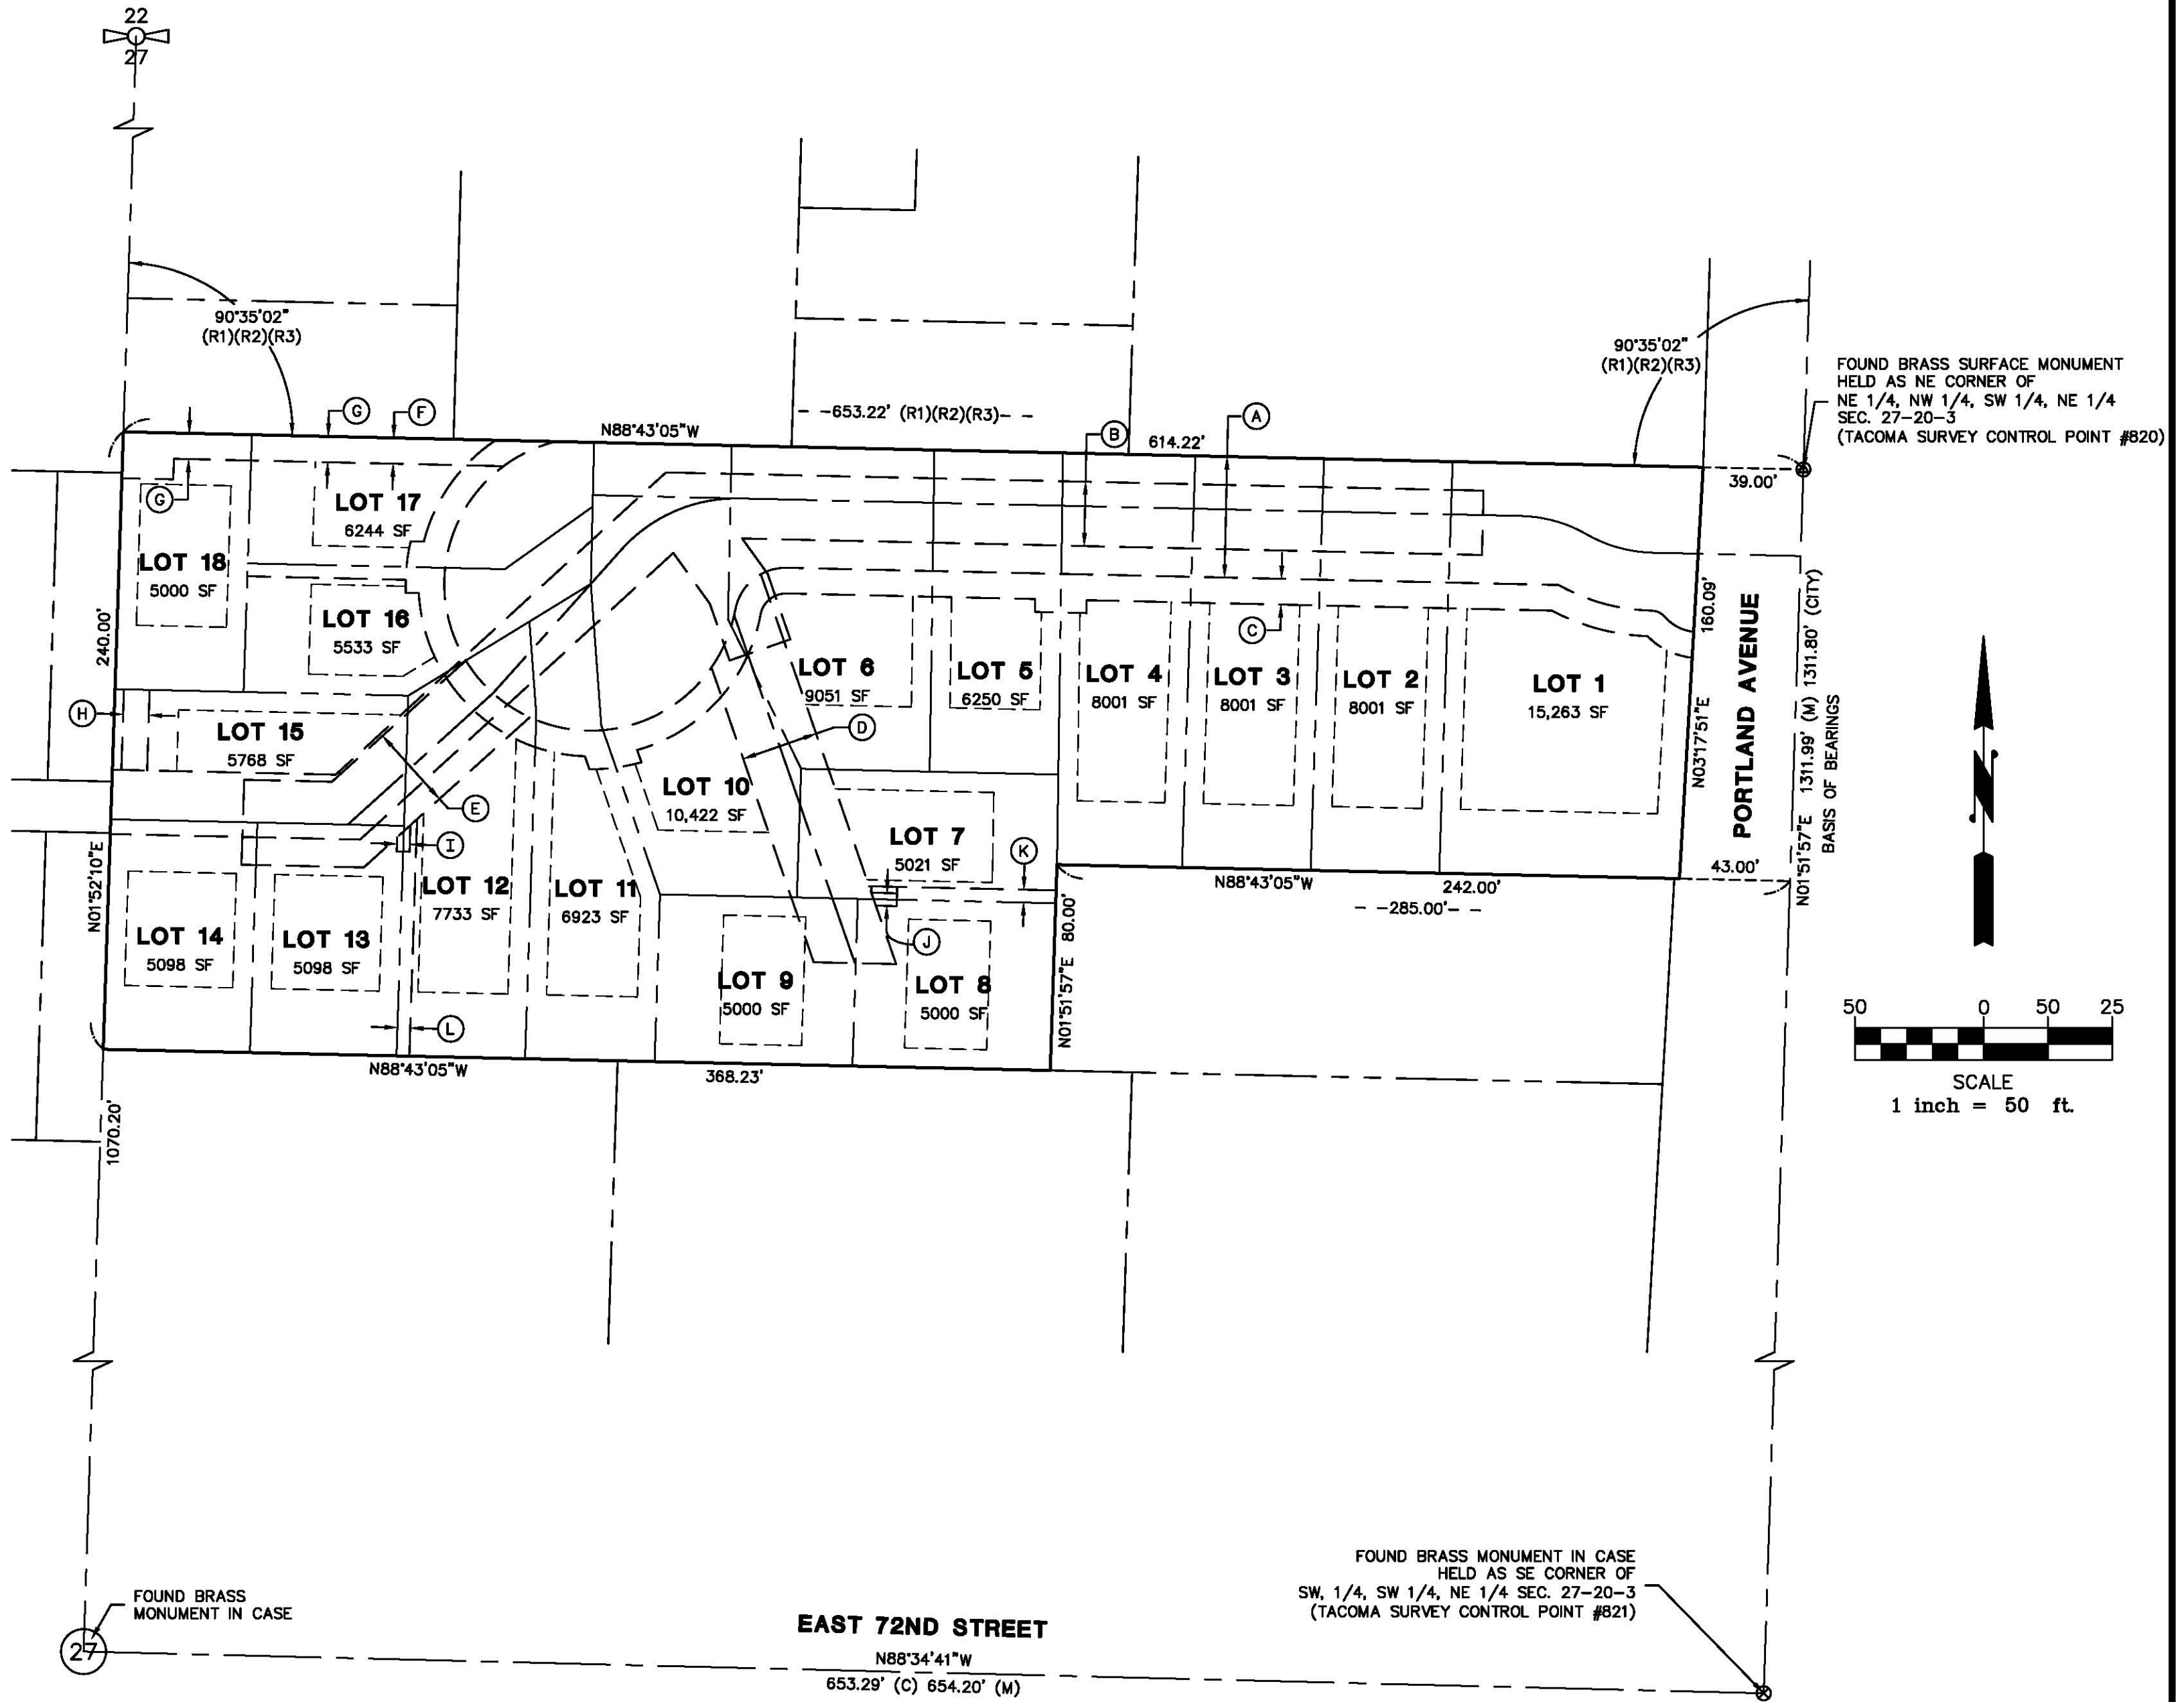 22
27
90°35'02"
(R1)(R2)(R3)
90°35'02"
(R1)(R2)(R3)
FOUND BRASS SURFACE MONUMENT
HELD AS NE CORNER OF
NE 1/4, NW 1/4, SW 1/4, NE 1/4
SEC. 27-20-3
(TACOMA SURVEY CONTROL POINT #820)
G
F
- -653.22' (R1)(R2)(R3)- -
A
N88°43'05"W
B
614.22'
39.00'
G
LOT 17
6244 SF
LOT 18
5000 SF
LOT 16
5533 SF
240.00'
C
160.09'
N03°17'51"E
PORTLAND AVENUE
N01°51'57"E 1311.99' (M) 1311.80' (CITY)
BASIS OF BEARINGS
LOT 6
9051 SF
LOT 5
6250 SF
LOT 4
8001 SF
LOT 3
8001 SF
LOT 2
8001 SF
LOT 1
15,263 SF
H
LOT 15
5768 SF
D
E
LOT 10
10,422 SF
I
LOT 7
5021 SF
K
N
43.00'
N88°43'05"W
242.00'
- -285.00'- -
N01°52'10"E
LOT 12
7733 SF
LOT 11
6923 SF
LOT 14
5098 SF
LOT 13
5098 SF
J
LOT 9
5000 SF
LOT 8
5000 SF
N01°51'57"E 80.00'
L
N88°43'05"W
368.23'
50 0 50 25
SCALE
1 inch = 50 ft.
1070.20'
FOUND BRASS
MONUMENT IN CASE
27
FOUND BRASS MONUMENT IN CASE
HELD AS SE CORNER OF
SW, 1/4, SW 1/4, NE 1/4 SEC. 27-20-3
(TACOMA SURVEY CONTROL POINT #821)
EAST 72ND STREET
N88°34'41"W
653.29' (C) 654.20' (M)